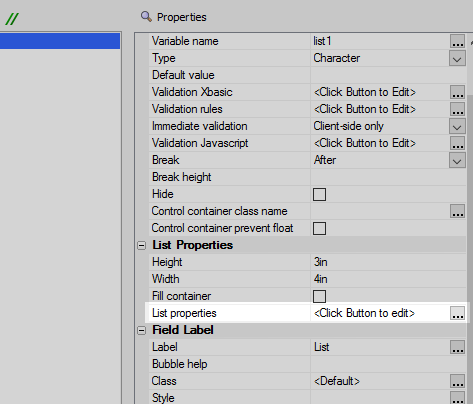 //
Properties
Variable name list1 ...
Type Character
Default value
Validation Xbasic <Click Button to Edit> ...
Validation rules <Click Button to Edit> ...
Immediate validation Client-side only
Validation Javascript <Click Button to Edit> ...
Break After
Break height
Hide
Control container class name ...
Control container prevent float
List Properties
Height 3in
Width 4in
Fill container
List properties <Click Button to edit> ...
Field Label
Label List ...
Bubble help
Class <Default>
Style ...